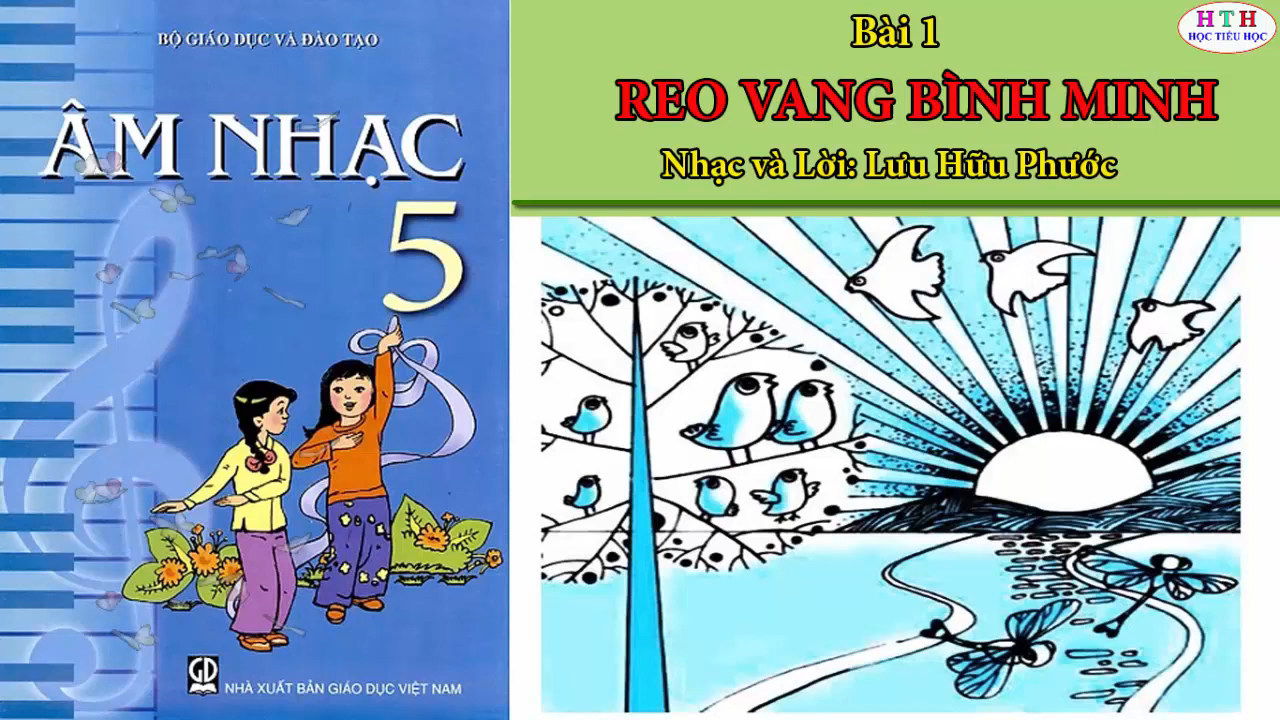 BỘ GIÁO DỤC VÀ ĐÀO TẠO
ÂM NHẠC
5
GD
NHÀ XUẤT BẢN GIÁO DỤC VIỆT NAM
Bài 1
REO VANG BÌNH MINH
Nhạc và Lời: Lưu Hữu Phước
HTH
HỌC TIỂU HỌC